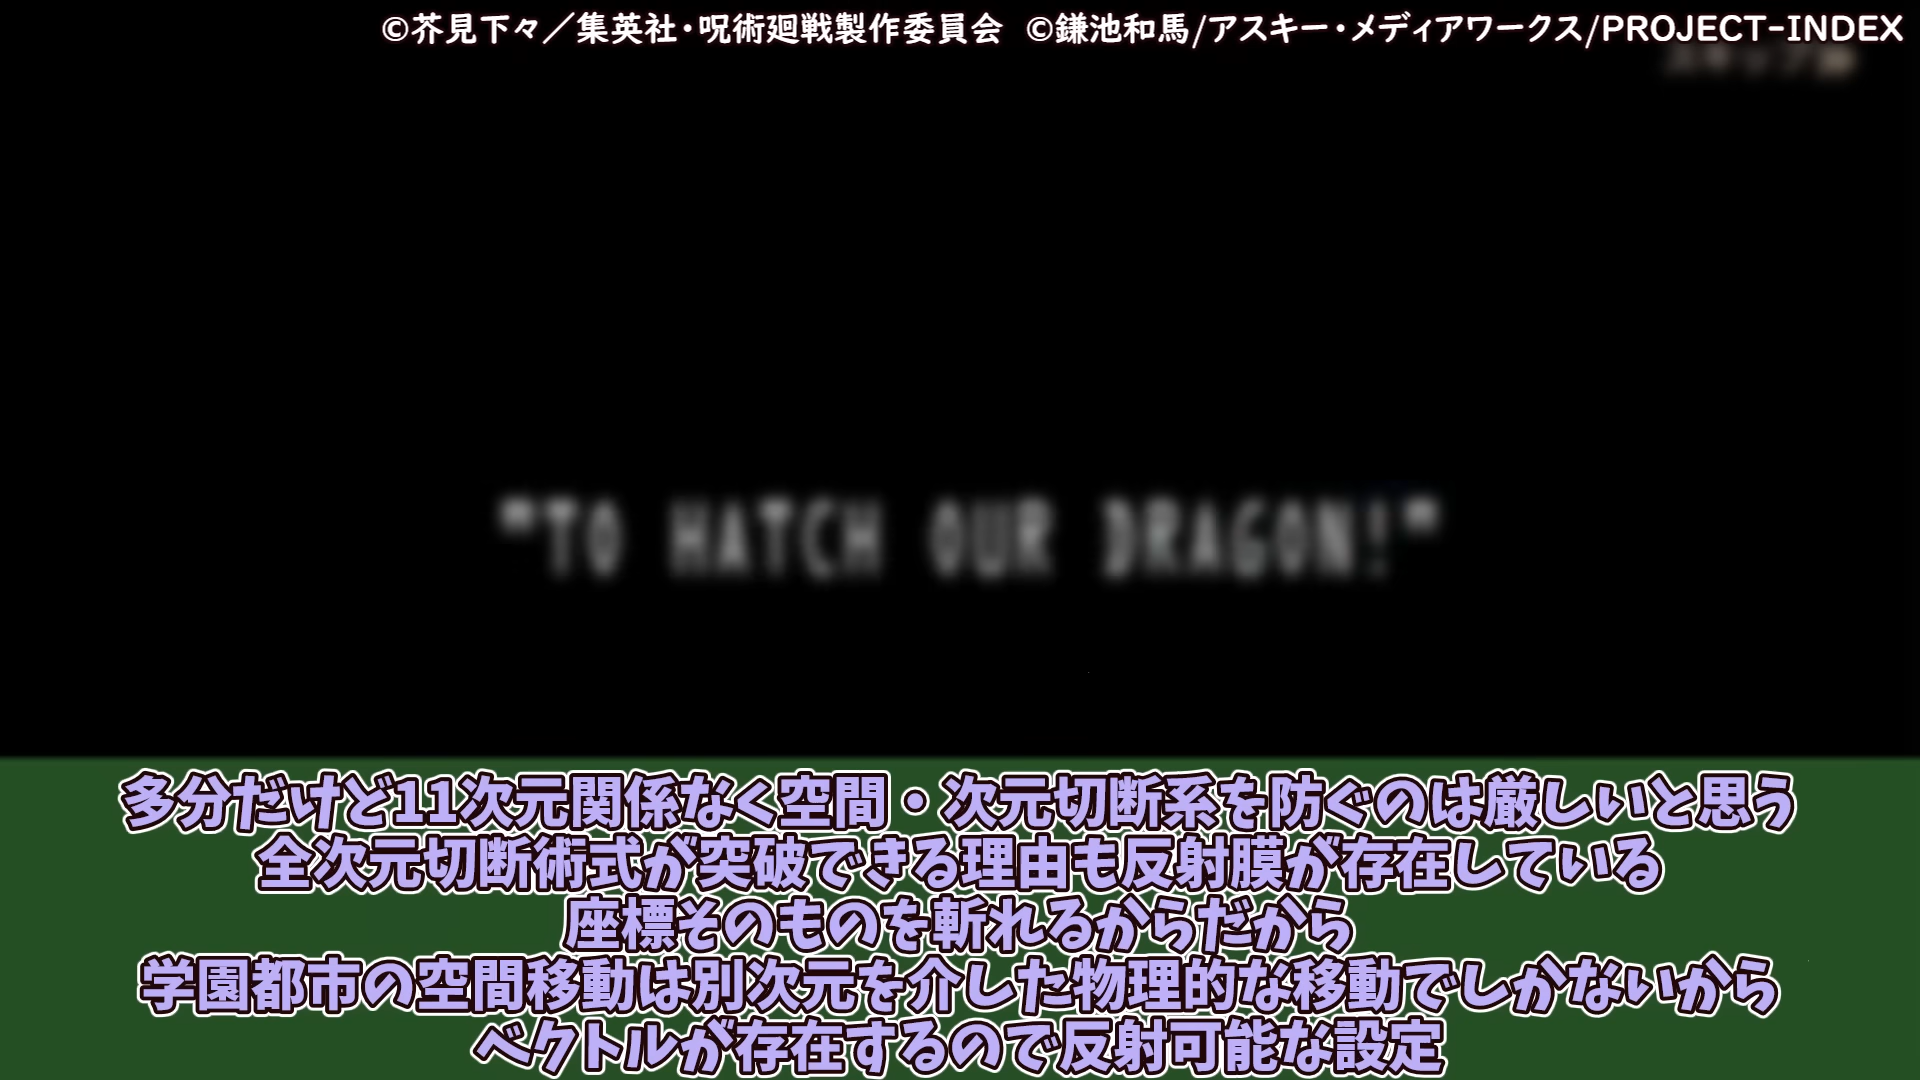 ©芥見下々／集英社・呪術廻戦製作委員会　©鎌池和馬/アスキー・メディアワークス/PROJECT-INDEX
スキップ
"TO HATCH OUR DRAGON!"
多分だけど11次元関係なく空間・次元切断系を防ぐのは厳しいと思う
全次元切断術式が突破できる理由も反射膜が存在している
座標そのものを斬れるからだから
学園都市の空間移動は別次元を介した物理的な移動でしかないから
ベクトルが存在するので反射可能な設定